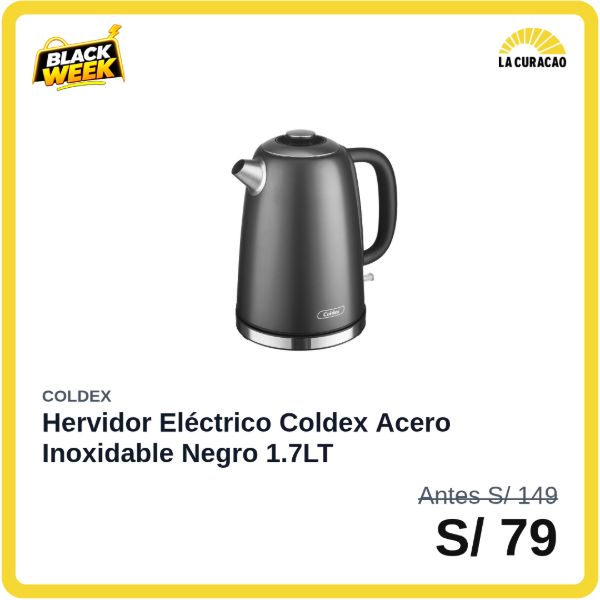 BLACK
WEEK
LA CURACAO
Coldex
COLDEX
Hervidor Eléctrico Coldex Acero
Inoxidable Negro 1.7LT
Antes S/ 149
S/ 79